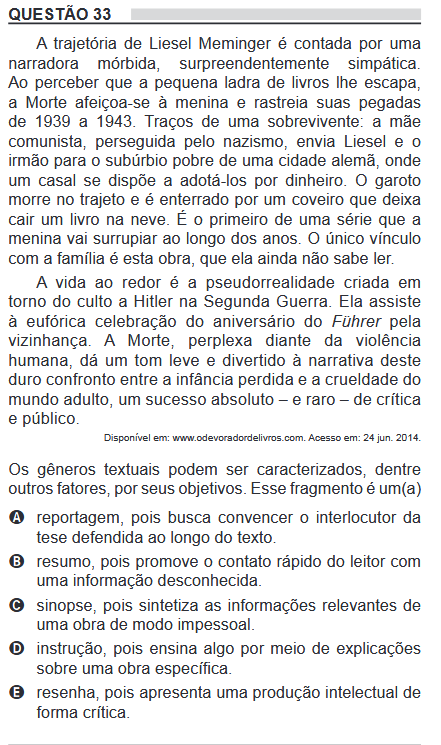 QUESTÃO 33
A trajetória de Liesel Meminger é contada por uma
narradora mórbida, surpreendentemente simpática.
Ao perceber que a pequena ladra de livros lhe escapa,
a Morte afeiçoa-se à menina e rastreia suas pegadas
de 1939 a 1943. Traços de uma sobrevivente: a mãe
comunista, perseguida pelo nazismo, envia Liesel e o
irmão para o subúrbio pobre de uma cidade alemã, onde
um casal se dispõe a adotá-los por dinheiro. O garoto
morre no trajeto e é enterrado por um coveiro que deixa
cair um livro na neve. É o primeiro de uma série que a
menina vai surrupiar ao longo dos anos. O único vínculo
com a família é esta obra, que ela ainda não sabe ler.
A vida ao redor é a pseudorrealidade criada em
torno do culto a Hitler na Segunda Guerra. Ela assiste
à eufórica celebração do aniversário do Führer pela
vizinhança. A Morte, perplexa diante da violência
humana, dá um tom leve e divertido à narrativa deste
duro confronto entre a infância perdida e a crueldade do
mundo adulto, um sucesso absoluto – e raro – de crítica
e público.
Disponível em: www.odevoradordelivros.com. Acesso em: 24 jun. 2014.
Os gêneros textuais podem ser caracterizados, dentre
outros fatores, por seus objetivos. Esse fragmento é um(a)
A reportagem, pois busca convencer o interlocutor da
tese defendida ao longo do texto.
B resumo, pois promove o contato rápido do leitor com
uma informação desconhecida.
C sinopse, pois sintetiza as informações relevantes de
uma obra de modo impessoal.
D instrução, pois ensina algo por meio de explicações
sobre uma obra específica.
E resenha, pois apresenta uma produção intelectual de
forma crítica.